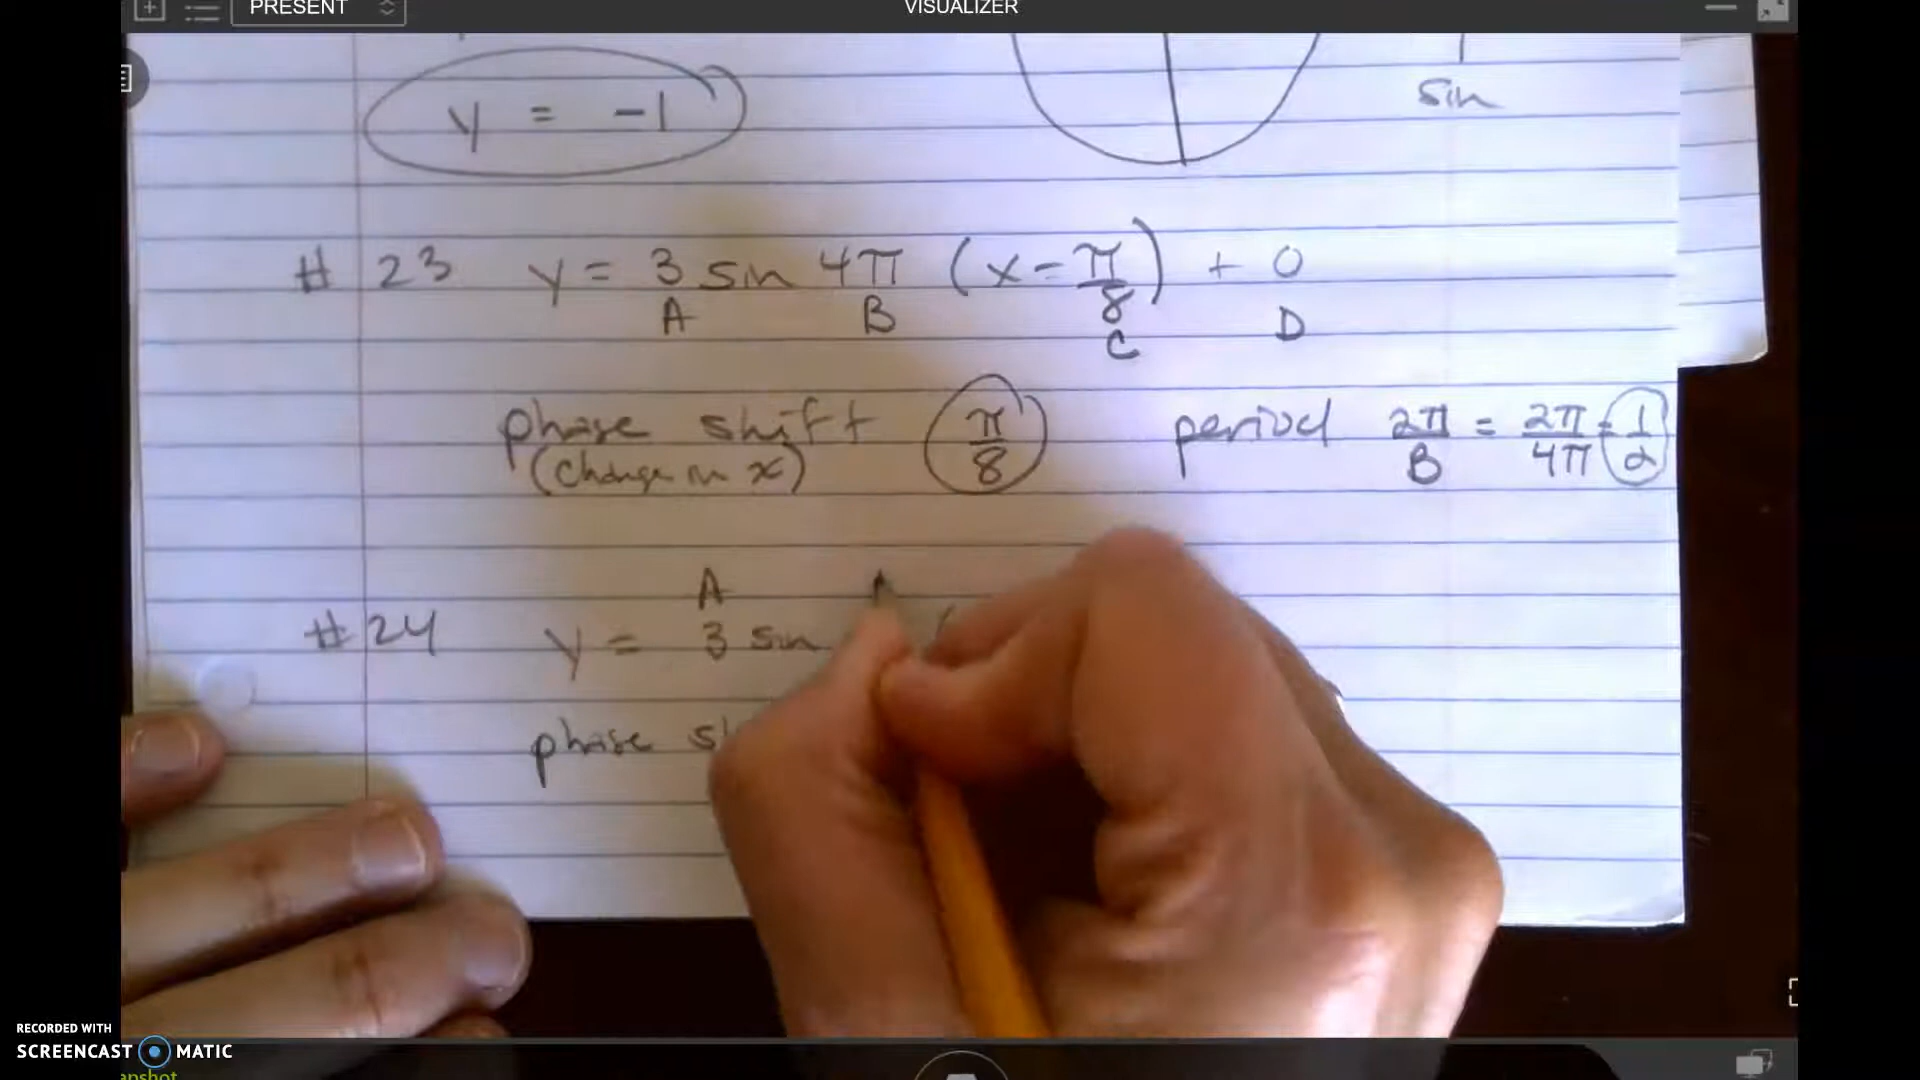 PRESENT
VISUALIZER
sin
y = -1
# 23 y = 3 sin 4π (x - π/8) + 0
A B C D
phase shift π/8 period 2π/B = 2π/4π = 1/2
(change in x)
A
#24 y = 3 sin (
phase
RECORDED WITH
SCREENCAST MATIC